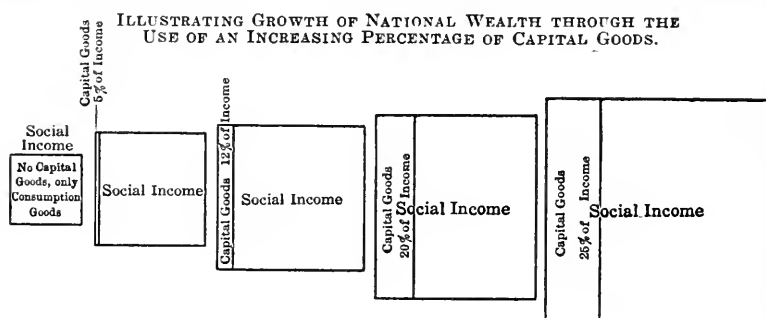 ILLUSTRATING GROWTH OF NATIONAL WEALTH THROUGH THE
USE OF AN INCREASING PERCENTAGE OF CAPITAL GOODS.
Social
Income
No Capital
Goods, only
Consumption
Goods
Capital Goods
5% of Income
Social Income
Capital Goods 12% of Income
Social Income
Capital Goods
20% of Income
Social Income
Capital Goods
25% of Income
Social Income